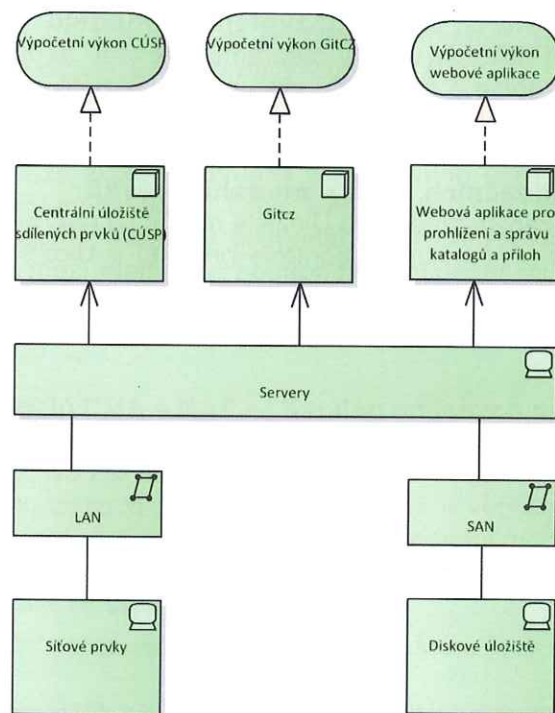 Výpočetní výkon CÚSP
Výpočetní výkon GitCZ
Výpočetní výkon
webové aplikace
Centrální úložiště
sdílených prvků (CÚSP)
Gitcz
Webová aplikace pro
prohlížení a správu
katalogů a příloh
Servery
LAN
SAN
Síťové prvky
Diskové úložiště